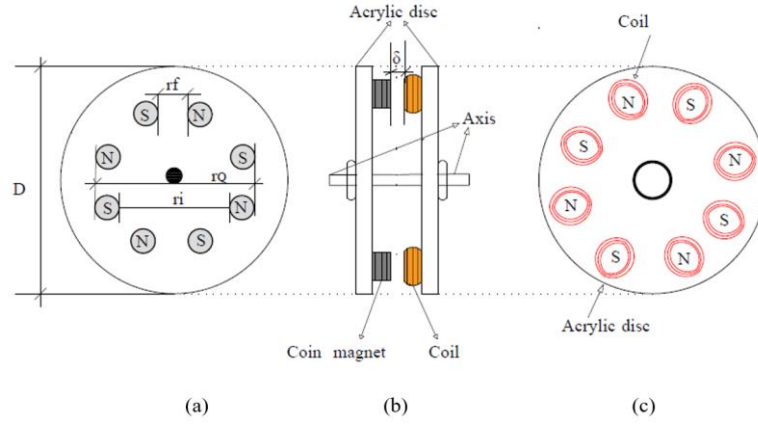 Acrylic disc
Coil
δ
rf
S
N
N
S
rQ
D
ri
S
N
N
S
Axis
N
S
S
N
N
S
S
N
Acrylic disc
Coin magnet
Coil
(a)
(b)
(c)